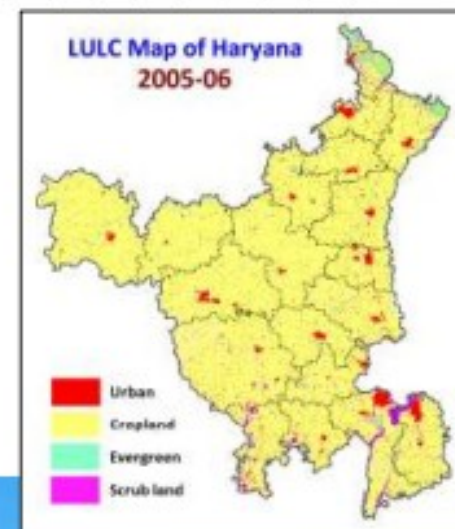 LULC Map of Haryana
2005-06
Urban
Cropland
Evergreen
Scrub land